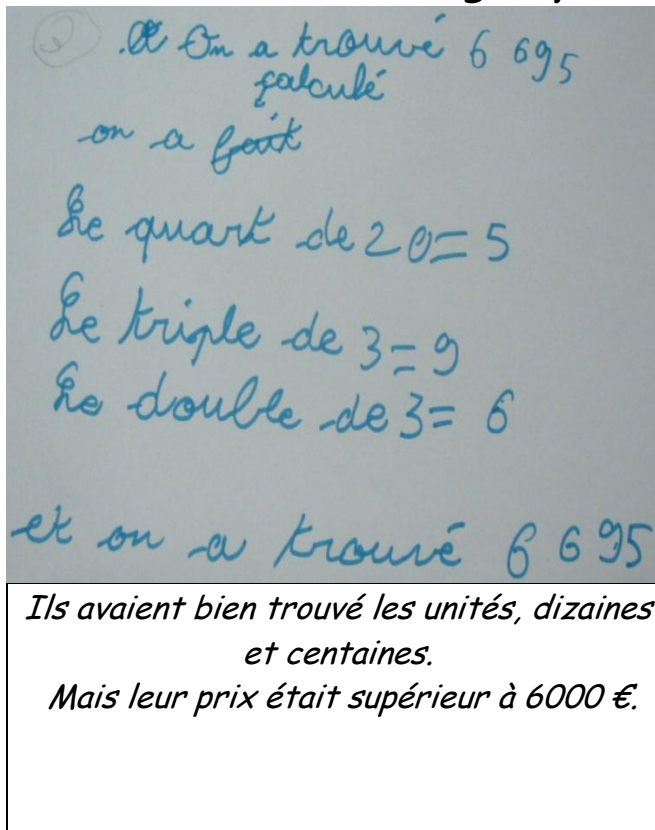 ② On a trouvé 6 695
calculé
on a fait
Le quart de 20=5
Le triple de 3=9
Le double de 3= 6
et on a trouvé 6 695
Ils avaient bien trouvé les unités, dizaines
et centaines.
Mais leur prix était supérieur à 6000 €.